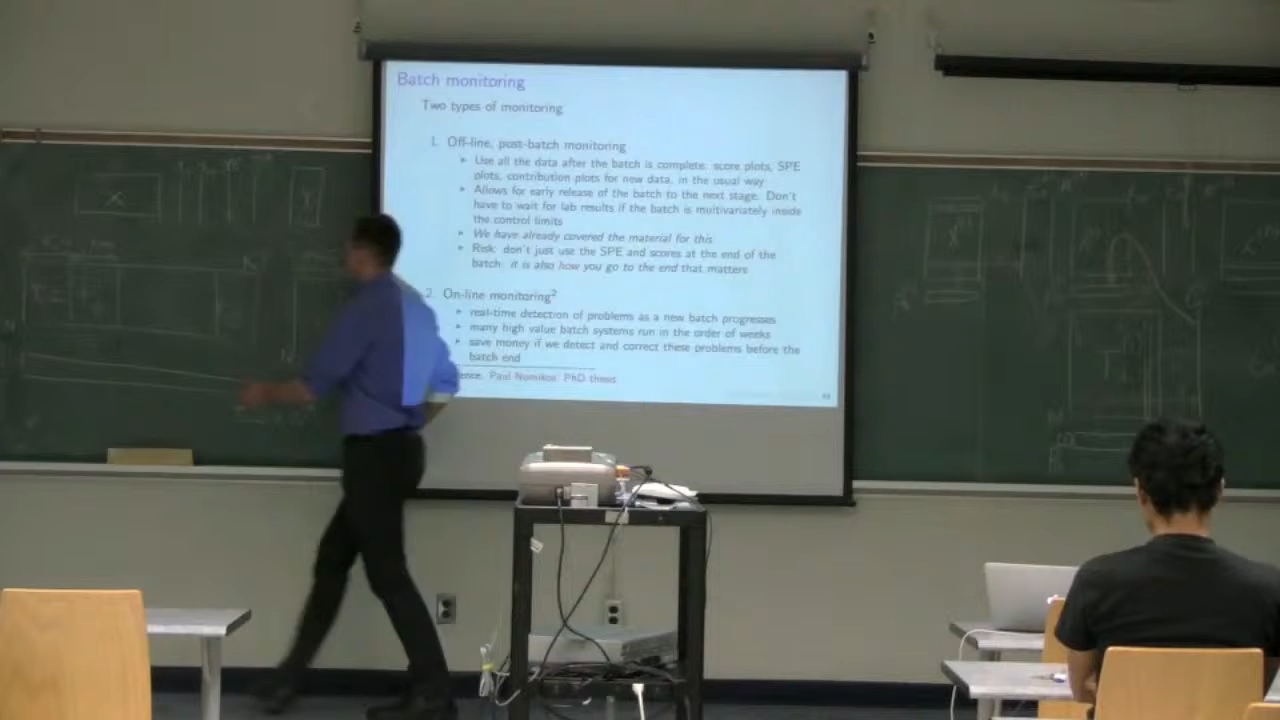 Batch monitoring
Two types of monitoring
1. Off-line, post-batch monitoring
Use all the data after the batch is complete: score plots, SPE
plots, contribution plots for new data, in the usual way
Allows for early release of the batch to the next stage. Don't
have to wait for lab results if the batch is multivariately inside
the control limits
We have already covered the material for this
Risk: don't just use the SPE and scores at the end of the
batch: it is also how you go to the end that matters
2. On-line monitoring²
real-time detection of problems as a new batch progresses
many high value batch systems run in the order of weeks
save money if we detect and correct these problems before the
batch end
Paul Nomikos: PhD thesis
X
Y